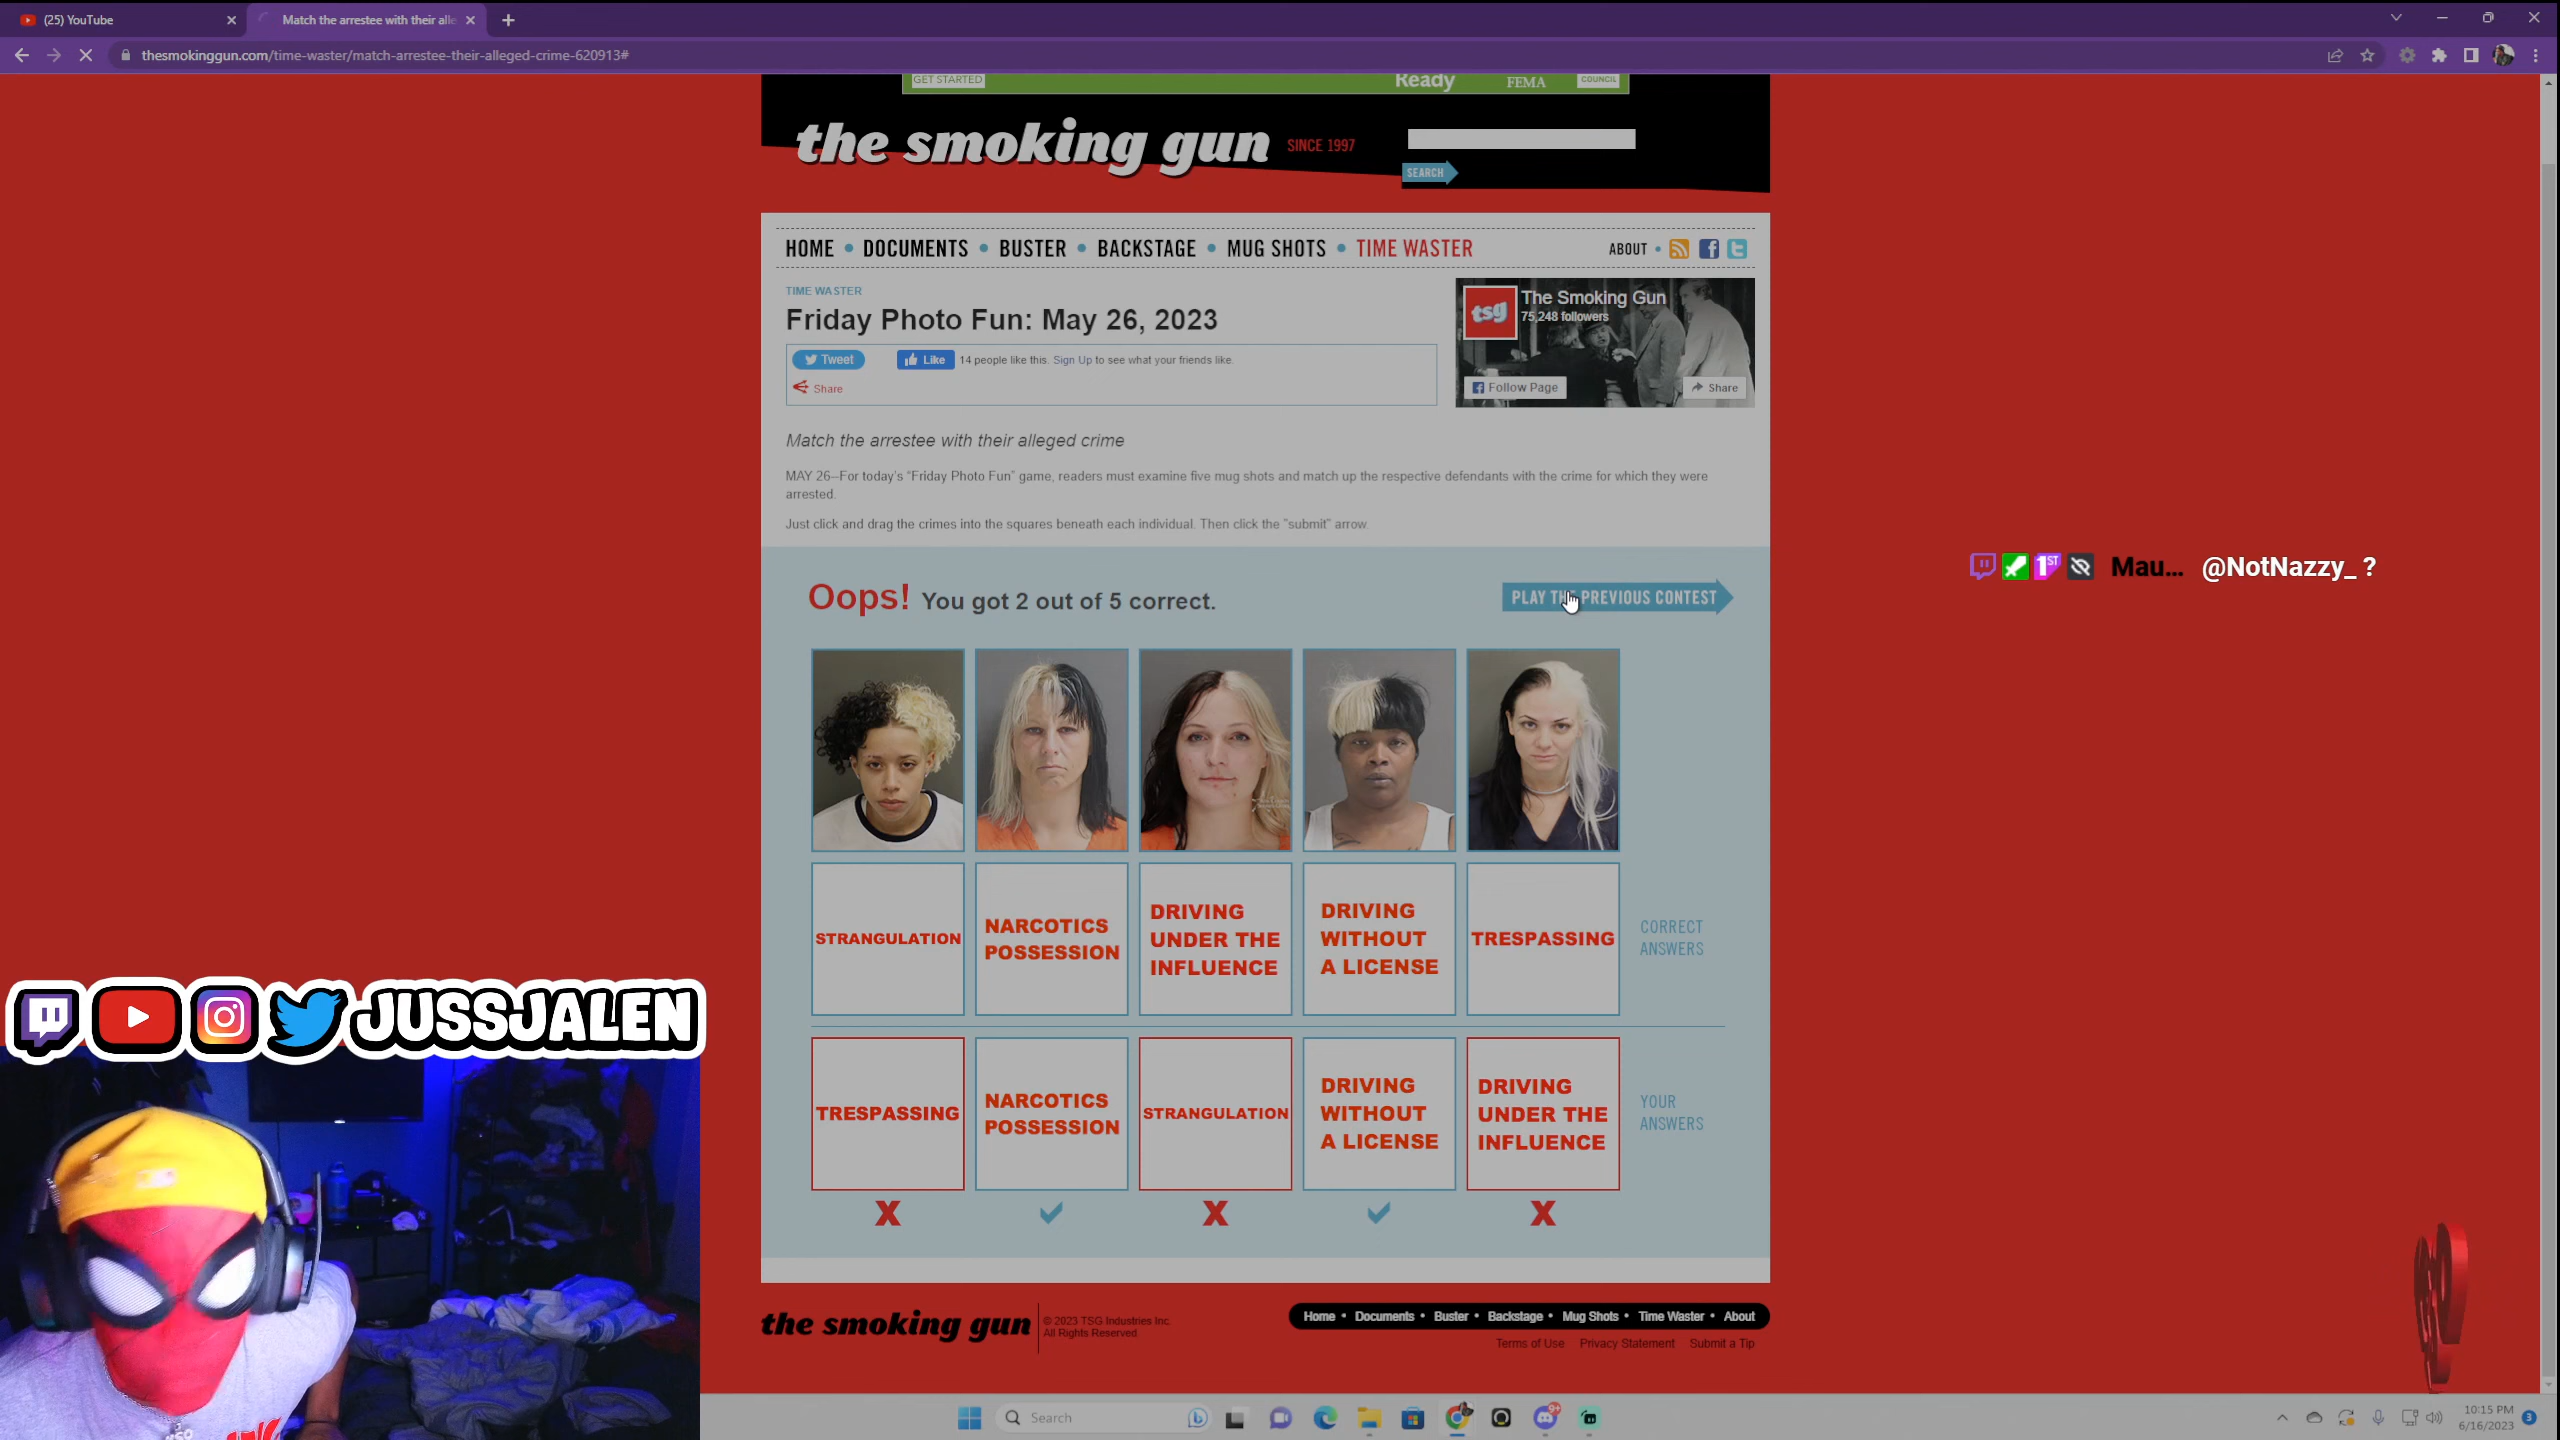 (25) YouTube
Match the arrestee with their alle
thesmokinggun.com/time-waster/match-arrestee-their-alleged-crime-620913#
GET STARTED
Ready
FEMA
COUNCIL
the smoking gun
SINCE 1997
SEARCH
HOME • DOCUMENTS • BUSTER • BACKSTAGE • MUG SHOTS • TIME WASTER
ABOUT •
TIME WASTER
Friday Photo Fun: May 26, 2023
Tweet
Like
14 people like this. Sign Up to see what your friends like.
Share
tsg
The Smoking Gun
75,248 followers
Follow Page
Share
Match the arrestee with their alleged crime
MAY 26--For today's "Friday Photo Fun" game, readers must examine five mug shots and match up the respective defendants with the crime for which they were
arrested.
Just click and drag the crimes into the squares beneath each individual. Then click the "submit" arrow.
Oops! You got 2 out of 5 correct.
PLAY THE PREVIOUS CONTEST
1ST
Mau... @NotNazzy_ ?
STRANGULATION
NARCOTICS
POSSESSION
DRIVING
UNDER THE
INFLUENCE
DRIVING
WITHOUT
A LICENSE
TRESPASSING
CORRECT
ANSWERS
TRESPASSING
NARCOTICS
POSSESSION
STRANGULATION
DRIVING
WITHOUT
A LICENSE
DRIVING
UNDER THE
INFLUENCE
YOUR
ANSWERS
X
X
X
JUSSJALEN
the smoking gun
© 2023 TSG Industries Inc.
All Rights Reserved.
Home • Documents • Buster • Backstage • Mug Shots • Time Waster • About
Terms of Use
Privacy Statement
Submit a Tip
Search
10:15 PM
6/16/2023
3